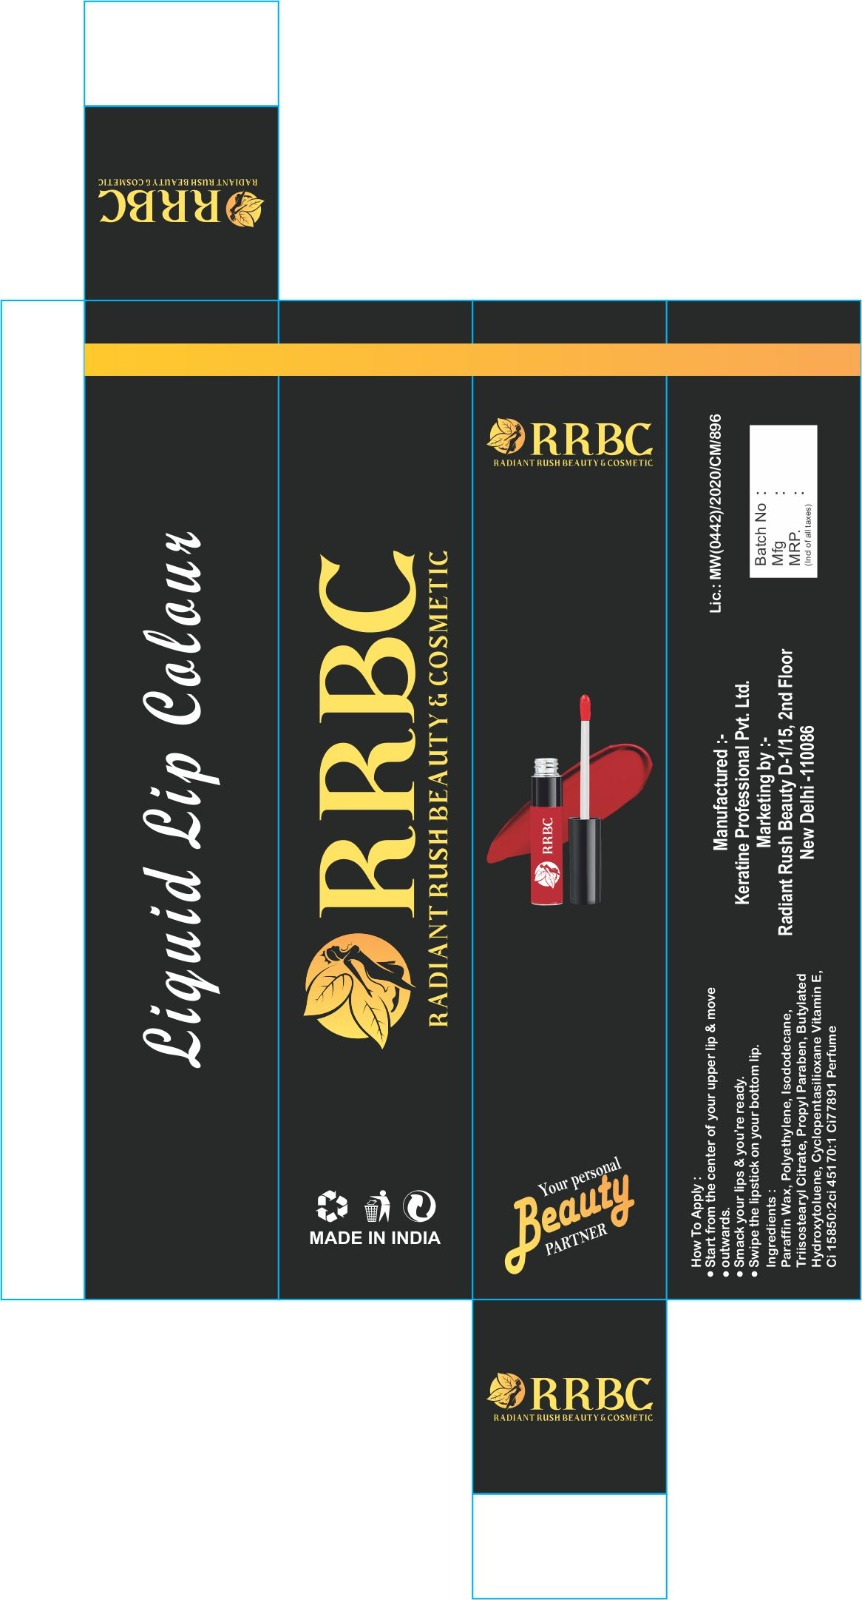 RRBC
RADIANT RUSH BEAUTY & COSMETIC
Liquid Lip Colour
RRBC
RADIANT RUSH BEAUTY & COSMETIC
MADE IN INDIA
RRBC
RADIANT RUSH BEAUTY & COSMETIC
RRBC
Your personal
Beauty
PARTNER
Lic.: MW(0442)/2020/CM/896
Batch No :
Mfg :
MRP. :
(Incl of all taxes)
Manufactured :-
Keratine Professional Pvt. Ltd.
Marketing by :-
Radiant Rush Beauty D-1/15, 2nd Floor
New Delhi -110086
How To Apply :
• Start from the center of your upper lip & move
• outwards.
• Smack your lips & you're ready.
• Swipe the lipstick on your bottom lip.
Ingredients :
Paraffin Wax, Polyethylene, Isododecane,
Triisostearyl Citrate, Propyl Paraben, Butylated
Hydroxytoluene, Cyclopentasilioxane Vitamin E,
Ci 15850:2ci 45170:1 Ci77891 Perfume
RRBC
RADIANT RUSH BEAUTY & COSMETIC